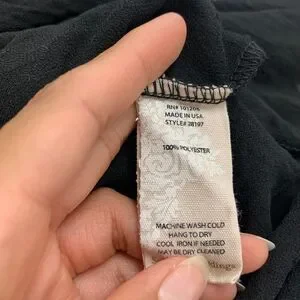 RN# 101206
MADE IN USA
STYLE# 28197
100% POLYESTER
MACHINE WASH COLD
HANG TO DRY
COOL IRON IF NEEDED
MAY BE DRY CLEANED